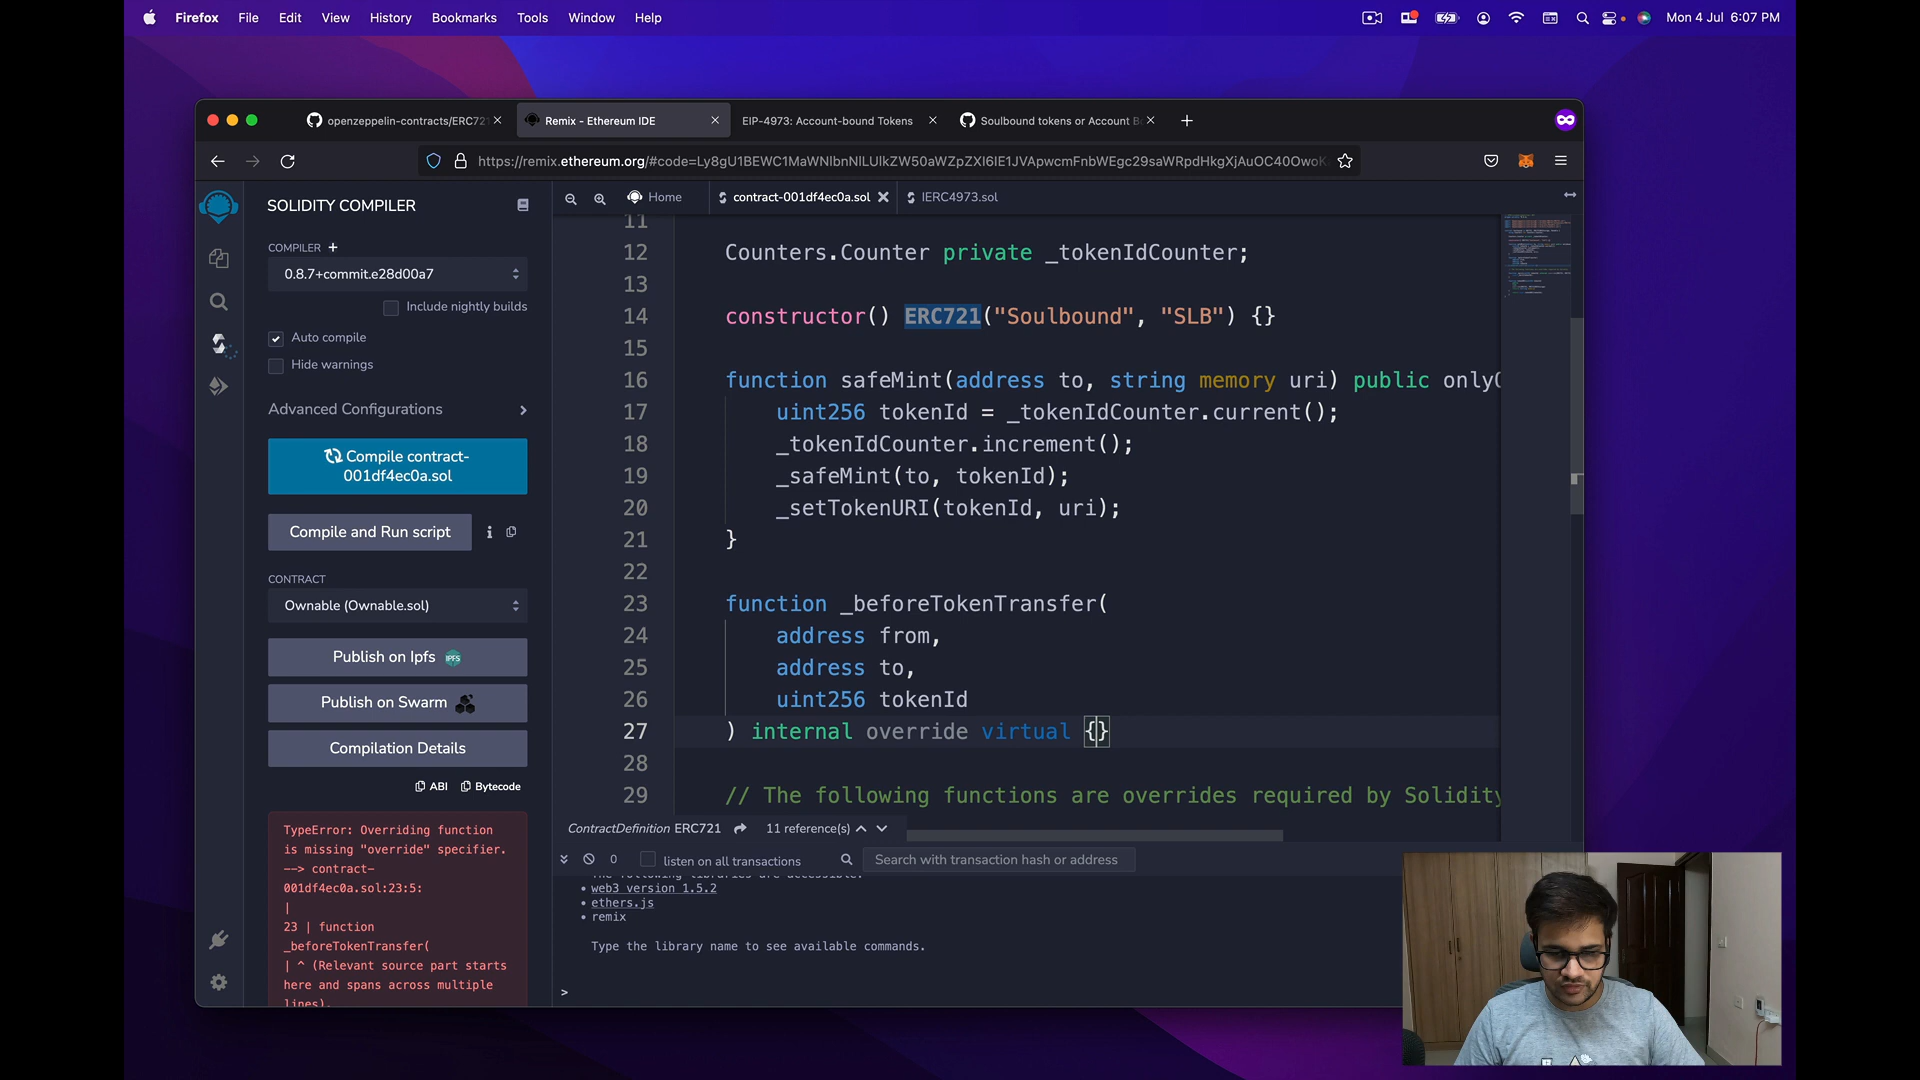 Firefox File Edit View History Bookmarks Tools Window Help
Mon 4 Jul 6:07 PM
openzeppelin-contracts/ERC721
Remix - Ethereum IDE
EIP-4973: Account-bound Tokens
Soulbound tokens or Account B
https://remix.ethereum.org/#code=Ly8gU1BEWC1MaWNlbnNlLUlkZW50aWZpZXI6IE1JVApwcmFnbWEgc29saWRpdHkgXjAuOC40OwoK
SOLIDITY COMPILER
COMPILER +
0.8.7+commit.e28d00a7
Include nightly builds
Auto compile
Hide warnings
Advanced Configurations
Compile contract-
001df4ec0a.sol
Compile and Run script
i
CONTRACT
Ownable (Ownable.sol)
Publish on Ipfs
IPFS
Publish on Swarm
Compilation Details
ABI
Bytecode
TypeError: Overriding function
is missing "override" specifier.
--> contract-
001df4ec0a.sol:23:5:
|
23 | function
_beforeTokenTransfer(
| ^ (Relevant source part starts
here and spans across multiple
lines).
Home
contract-001df4ec0a.sol
IERC4973.sol
11
12 Counters.Counter private _tokenIdCounter;
13
14 constructor() ERC721("Soulbound", "SLB") {}
15
16 function safeMint(address to, string memory uri) public onlyO
17 uint256 tokenId = _tokenIdCounter.current();
18 _tokenIdCounter.increment();
19 _safeMint(to, tokenId);
20 _setTokenURI(tokenId, uri);
21 }
22
23 function _beforeTokenTransfer(
24 address from,
25 address to,
26 uint256 tokenId
27 ) internal override virtual {}
28
29 // The following functions are overrides required by Solidity
ContractDefinition ERC721
11 reference(s)
0
listen on all transactions
Search with transaction hash or address
The following libraries are accessible:
• web3 version 1.5.2
• ethers.js
• remix
Type the library name to see available commands.
>